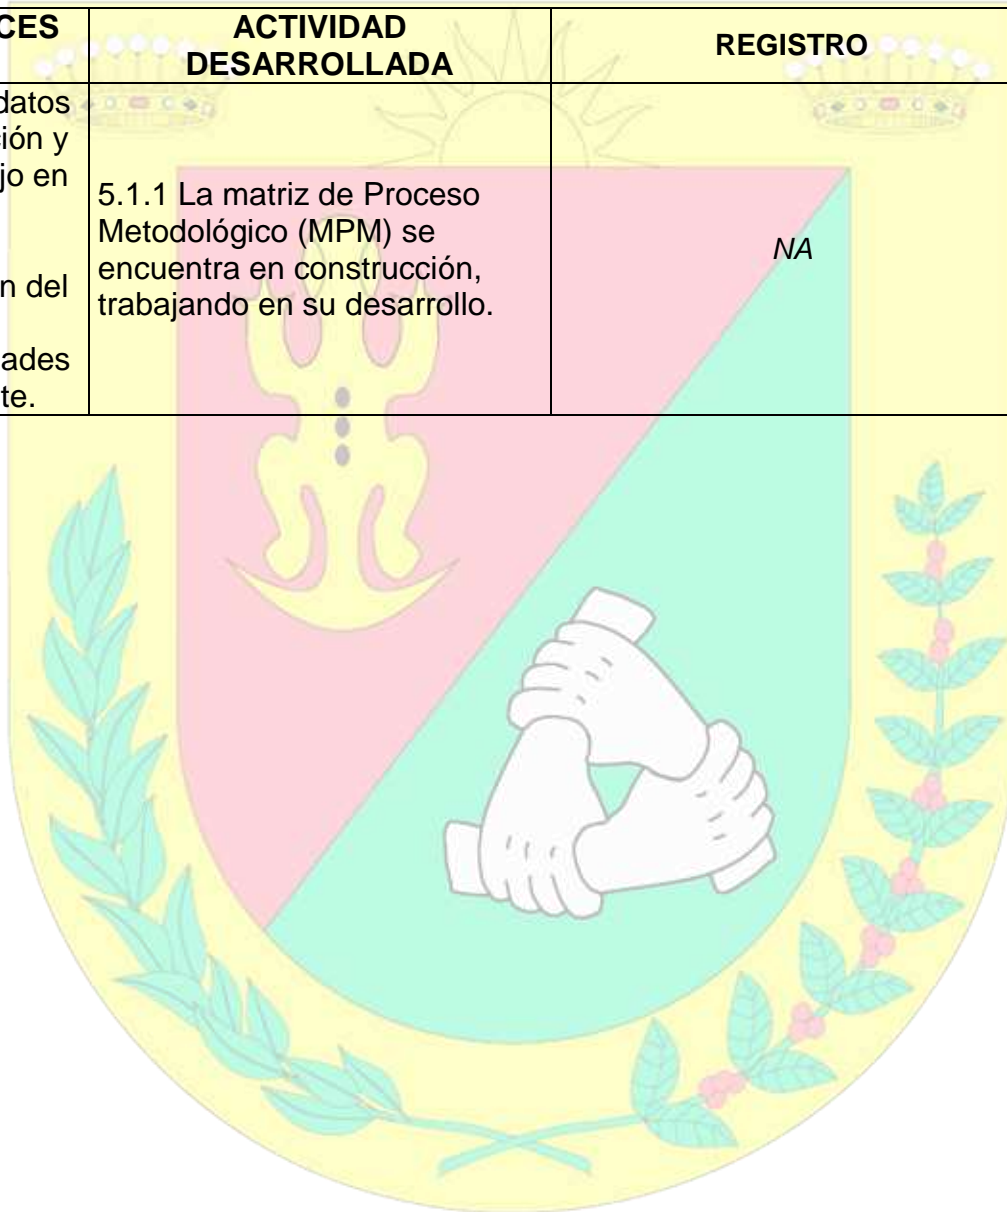 CES
ACTIVIDAD
DESARROLLADA
REGISTRO
datos
ción y
jo en
n del
ades
te.
5.1.1 La matriz de Proceso
Metodológico (MPM) se
encuentra en construcción,
trabajando en su desarrollo.
NA